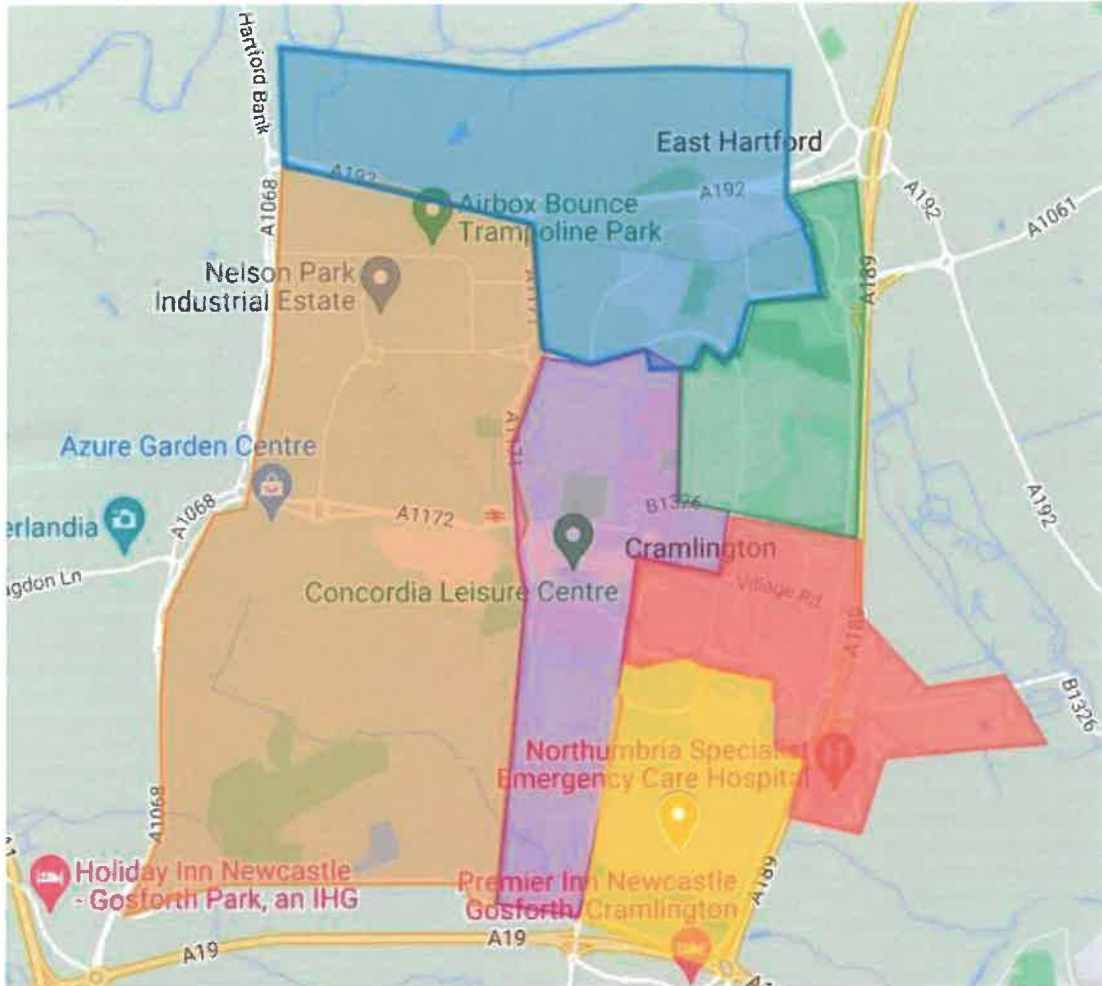 Hartford Bank
East Hartford
A192
A192
A192
A1061
A1068
Airbox Bounce
Trampoline Park
A189
Nelson Park
Industrial Estate
A1171
Azure Garden Centre
A1171
A1068
A1172
B1326
A192
erlandia
Cramlington
agdon Ln
Concordia Leisure Centre
Village Rd
A189
B1326
Northumbria Specialist
Emergency Care Hospital
A1068
A1
Holiday Inn Newcastle
- Gosforth Park, an IHG
Premier Inn Newcastle
Gosforth/Cramlington
A189
A19
A19